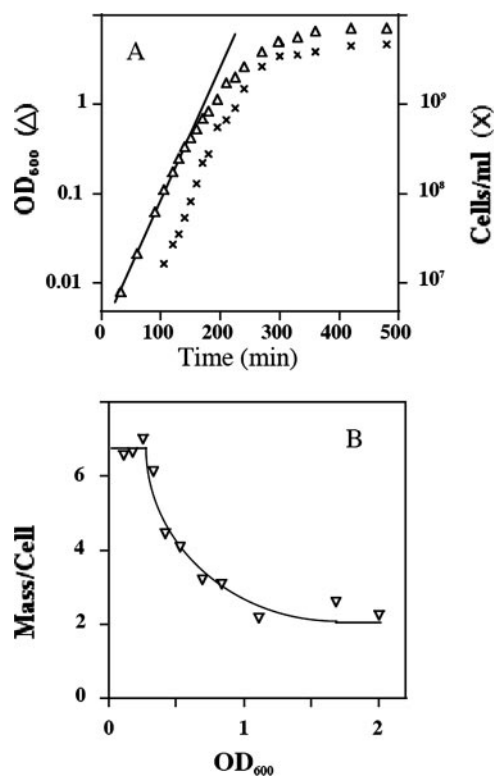 A
OD₆₀₀ (△)
1
0.1
0.01
Cells/ml (X)
10⁹
10⁸
10⁷
0 100 200 300 400 500
Time (min)
B
Mass/Cell
6
4
2
0
0 1 2
OD₆₀₀